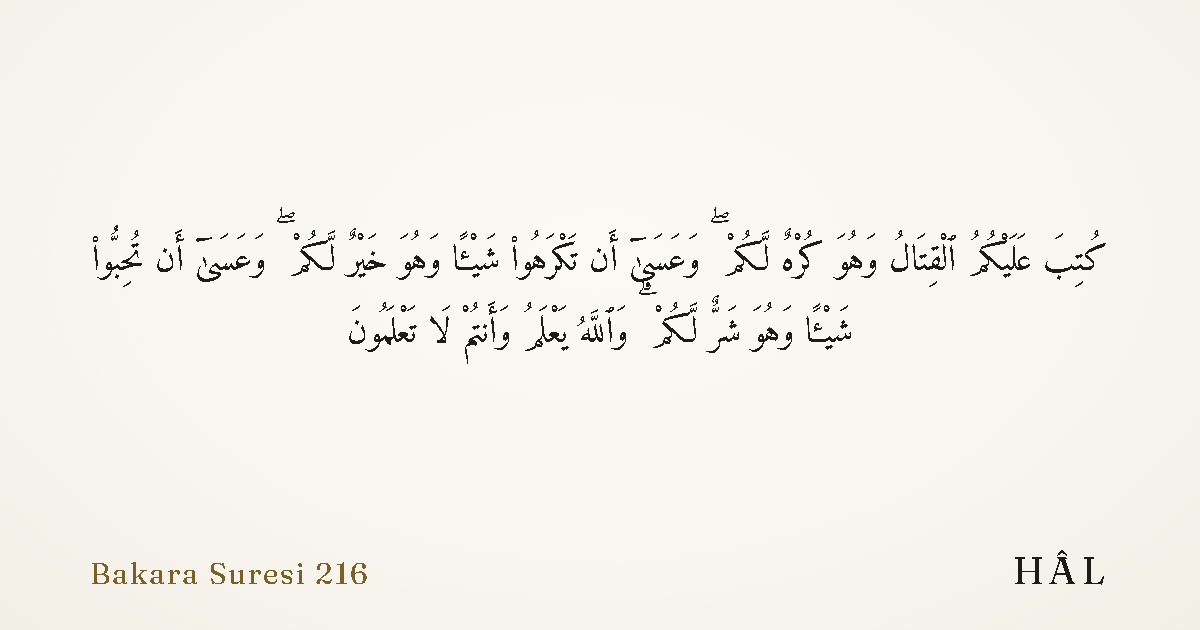 كُتِبَ عَلَيْكُمُ ٱلْقِتَالُ وَهُوَ كُرْهٌ لَّكُمْ ۖ وَعَسَىٰٓ أَن تَكْرَهُوا۟ شَيْـًٔا وَهُوَ خَيْرٌ لَّكُمْ ۖ وَعَسَىٰٓ أَن تُحِبُّوا۟
شَيْـًٔا وَهُوَ شَرٌّ لَّكُمْ ۗ وَٱللَّهُ يَعْلَمُ وَأَنتُمْ لَا تَعْلَمُونَ
Bakara Suresi 216
HÂL